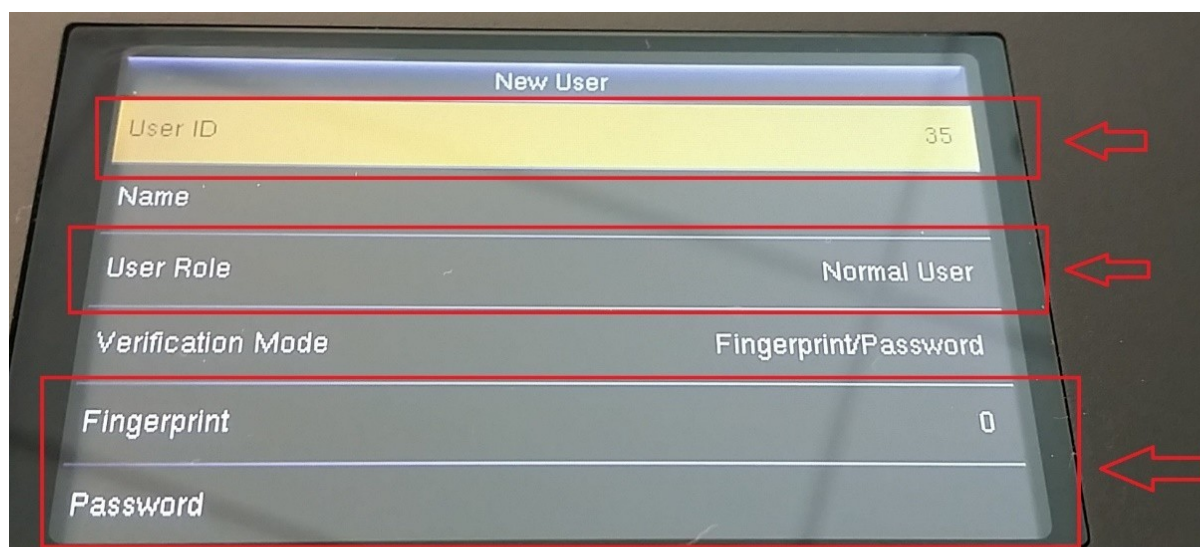 New User
User ID 35
Name
User Role Normal User
Verification Mode Fingerprint/Password
Fingerprint 0
Password